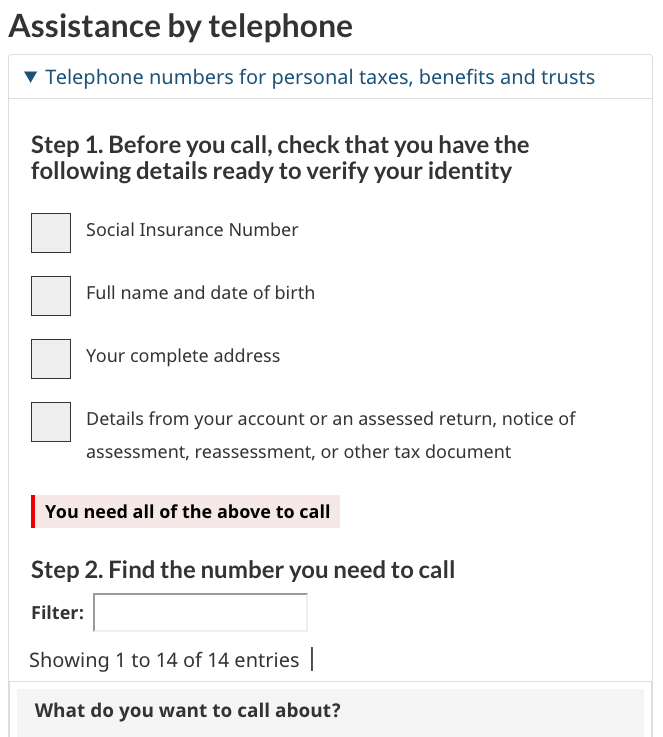 Assistance by telephone
▼ Telephone numbers for personal taxes, benefits and trusts
Step 1. Before you call, check that you have the
following details ready to verify your identity
Social Insurance Number
Full name and date of birth
Your complete address
Details from your account or an assessed return, notice of
assessment, reassessment, or other tax document
You need all of the above to call
Step 2. Find the number you need to call
Filter:
Showing 1 to 14 of 14 entries |
What do you want to call about?